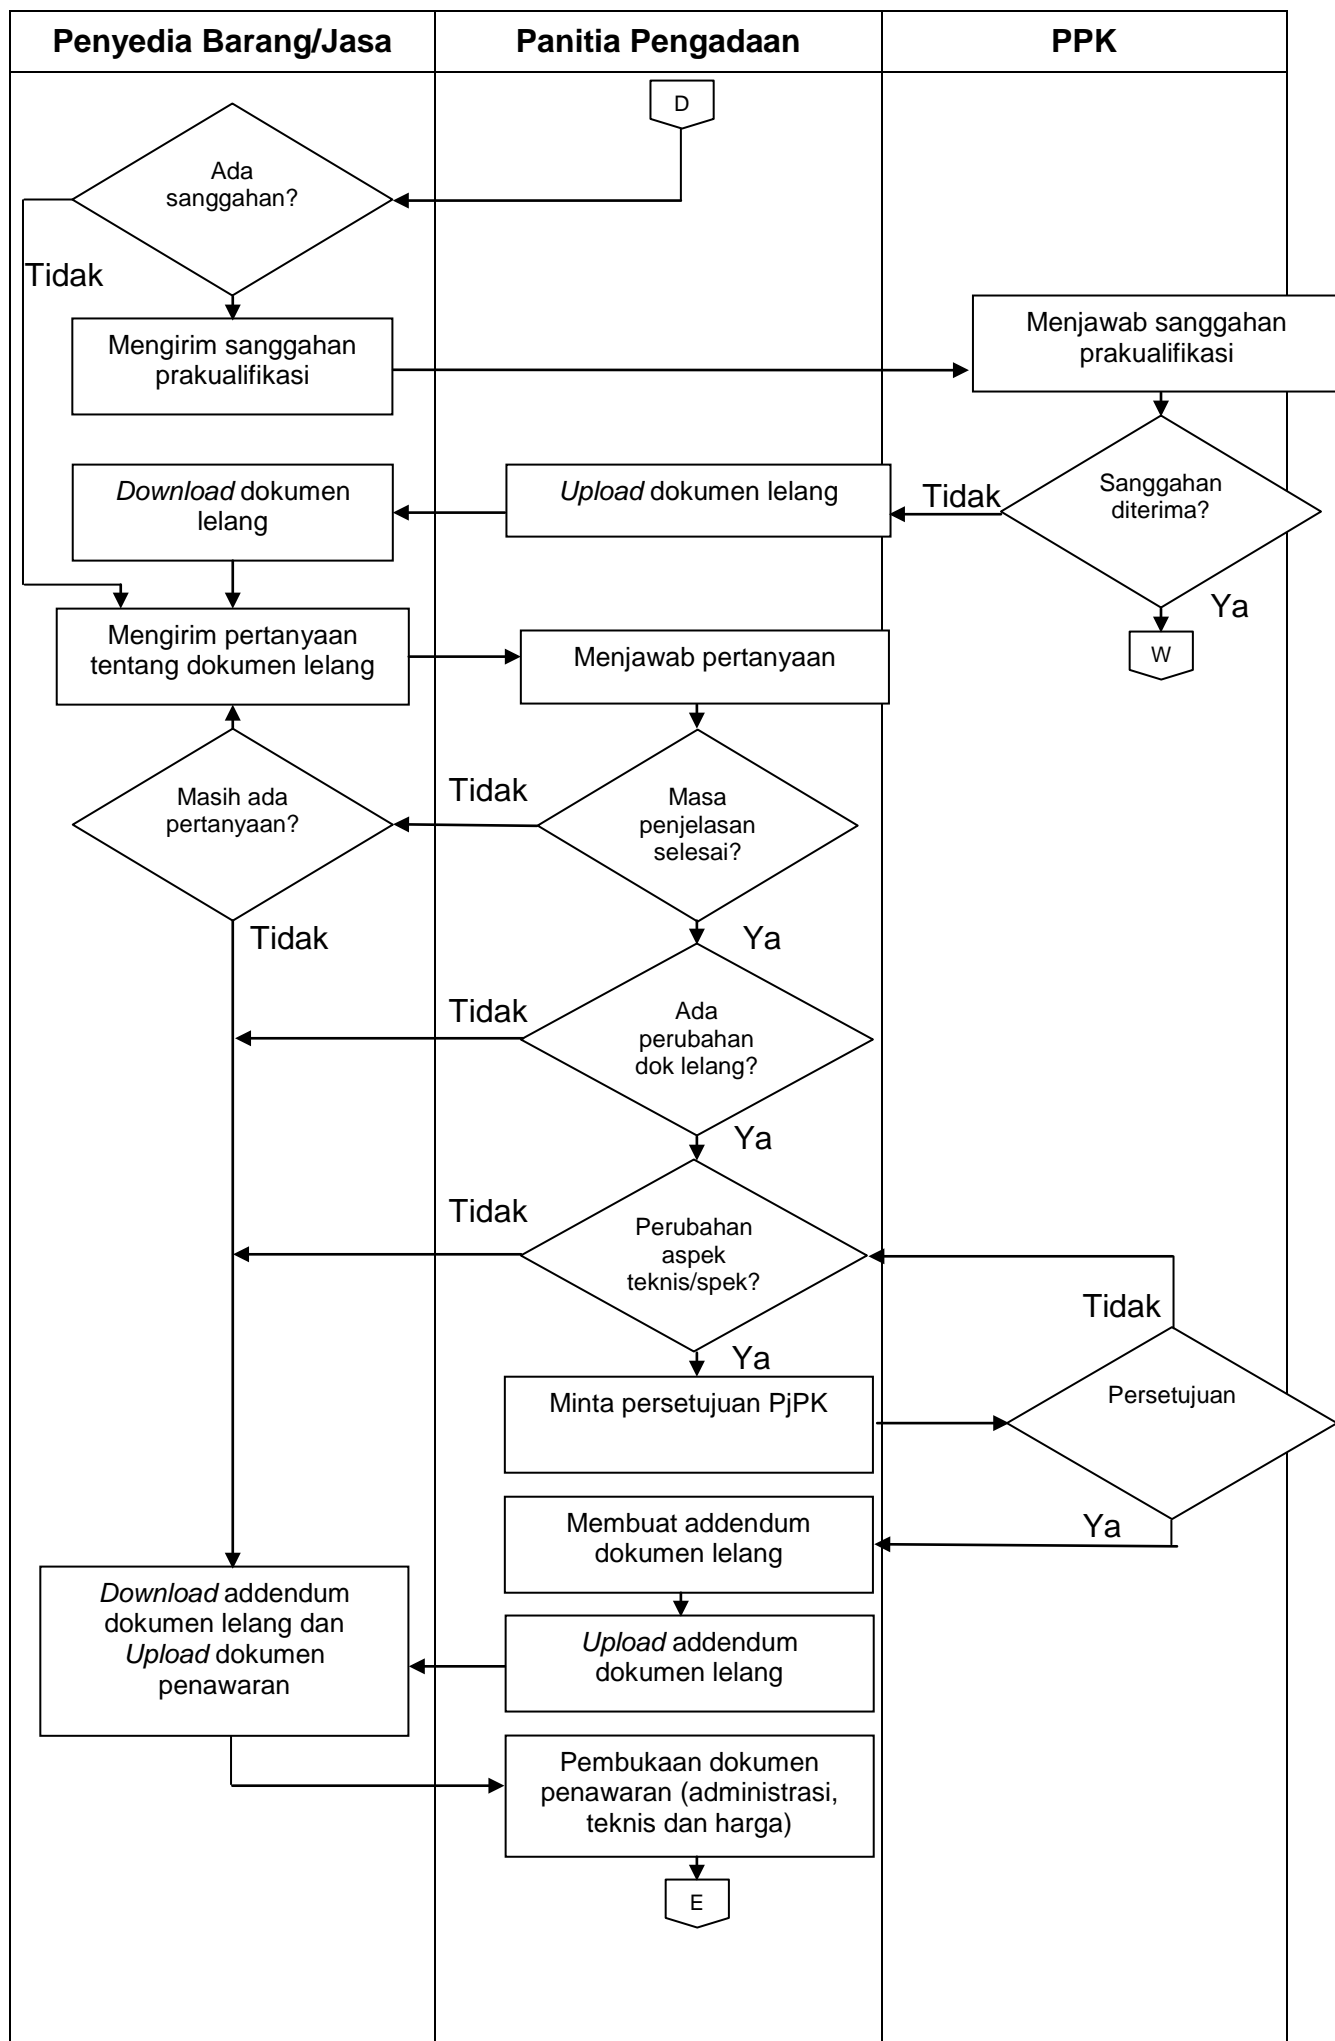 Penyedia Barang/Jasa
Panitia Pengadaan
PPK
D
Ada
sanggahan?
Tidak
Mengirim sanggahan
prakualifikasi
Menjawab sanggahan
prakualifikasi
Download dokumen
lelang
Upload dokumen lelang
Tidak
Sanggahan
diterima?
Ya
W
Mengirim pertanyaan
tentang dokumen lelang
Menjawab pertanyaan
Masih ada
pertanyaan?
Tidak
Masa
penjelasan
selesai?
Tidak
Ya
Tidak
Ada
perubahan
dok lelang?
Ya
Tidak
Perubahan
aspek
teknis/spek?
Tidak
Ya
Minta persetujuan PjPK
Persetujuan
Membuat addendum
dokumen lelang
Ya
Download addendum
dokumen lelang dan
Upload dokumen
penawaran
Upload addendum
dokumen lelang
Pembukaan dokumen
penawaran (administrasi,
teknis dan harga)
E